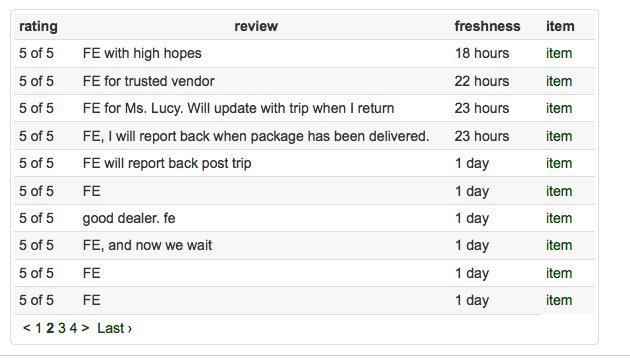 rating review freshness item
5 of 5 FE with high hopes 18 hours item
5 of 5 FE for trusted vendor 22 hours item
5 of 5 FE for Ms. Lucy. Will update with trip when I return 23 hours item
5 of 5 FE, I will report back when package has been delivered. 23 hours item
5 of 5 FE will report back post trip 1 day item
5 of 5 FE 1 day item
5 of 5 good dealer. fe 1 day item
5 of 5 FE, and now we wait 1 day item
5 of 5 FE 1 day item
5 of 5 FE 1 day item
< 1 2 3 4 > Last ›